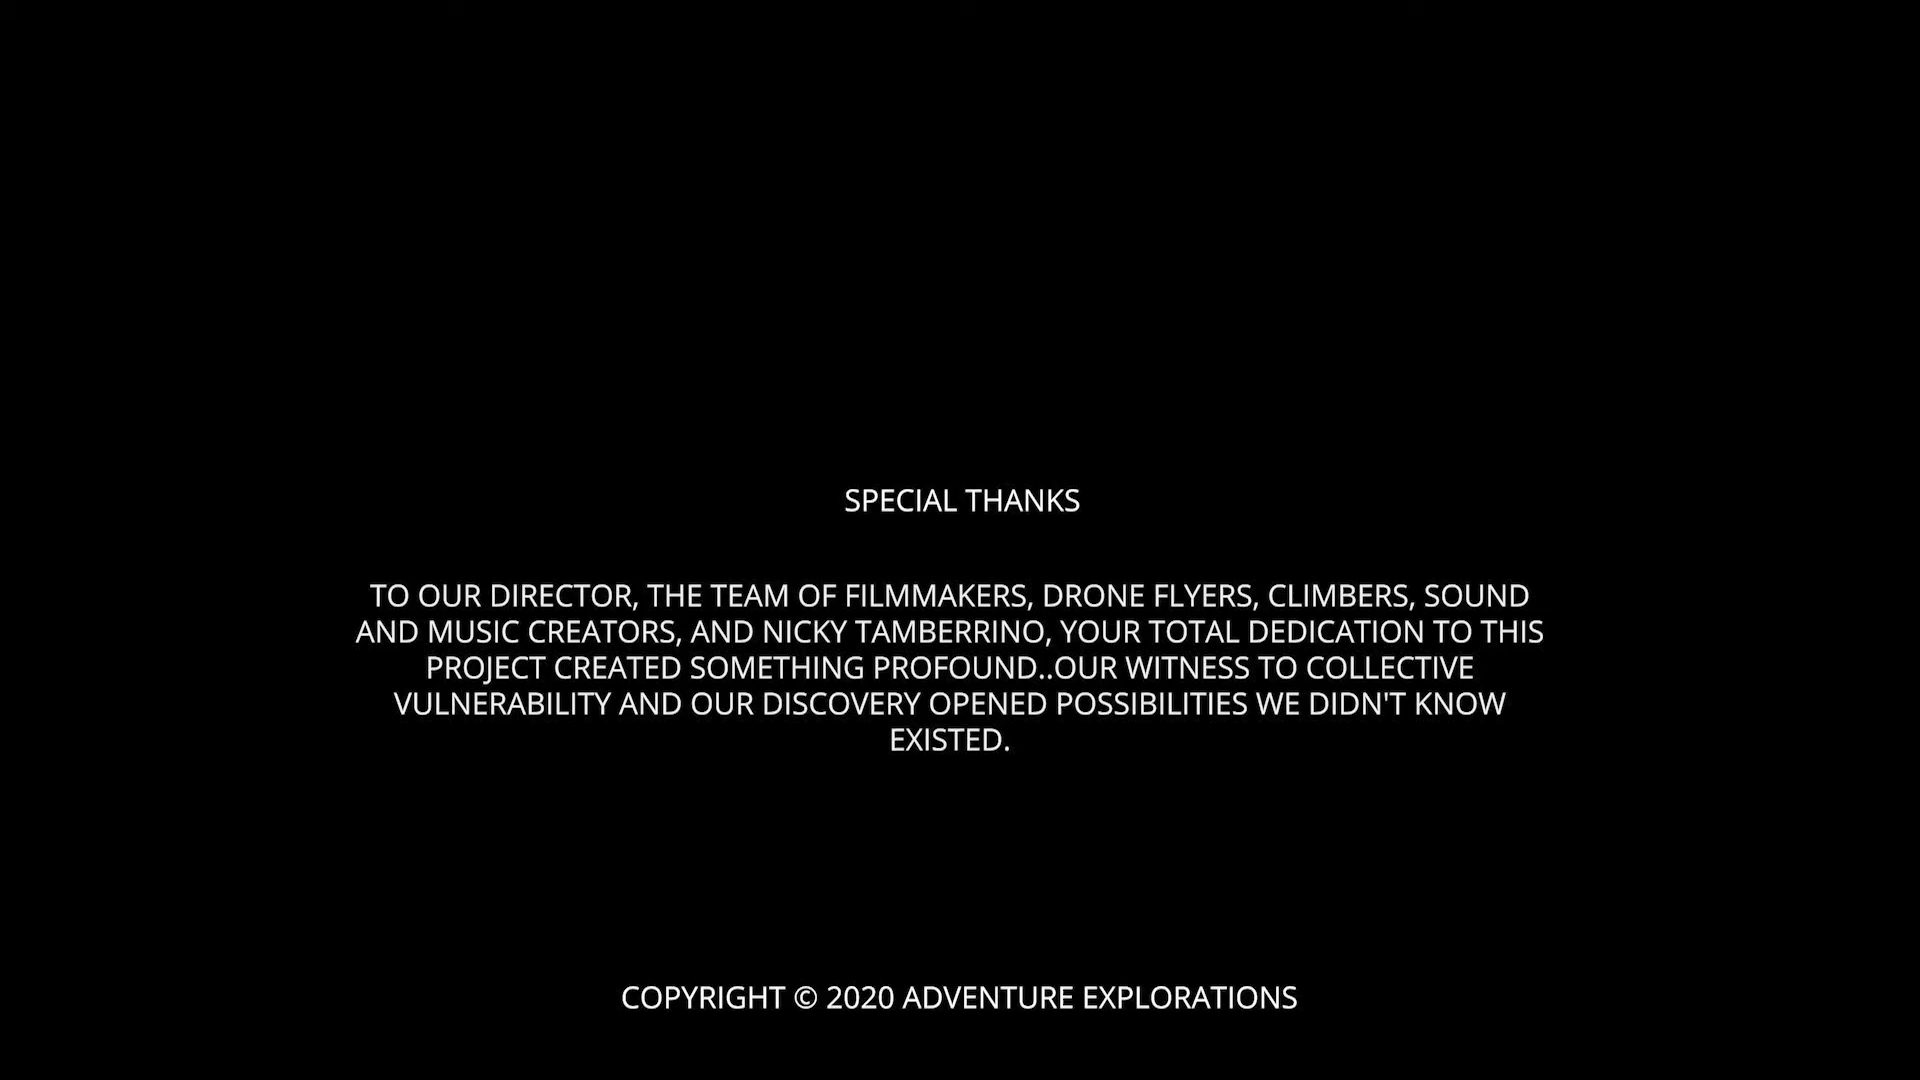 SPECIAL THANKS
TO OUR DIRECTOR, THE TEAM OF FILMMAKERS, DRONE FLYERS, CLIMBERS, SOUND
AND MUSIC CREATORS, AND NICKY TAMBERRINO, YOUR TOTAL DEDICATION TO THIS
PROJECT CREATED SOMETHING PROFOUND..OUR WITNESS TO COLLECTIVE
VULNERABILITY AND OUR DISCOVERY OPENED POSSIBILITIES WE DIDN'T KNOW
EXISTED.
COPYRIGHT © 2020 ADVENTURE EXPLORATIONS